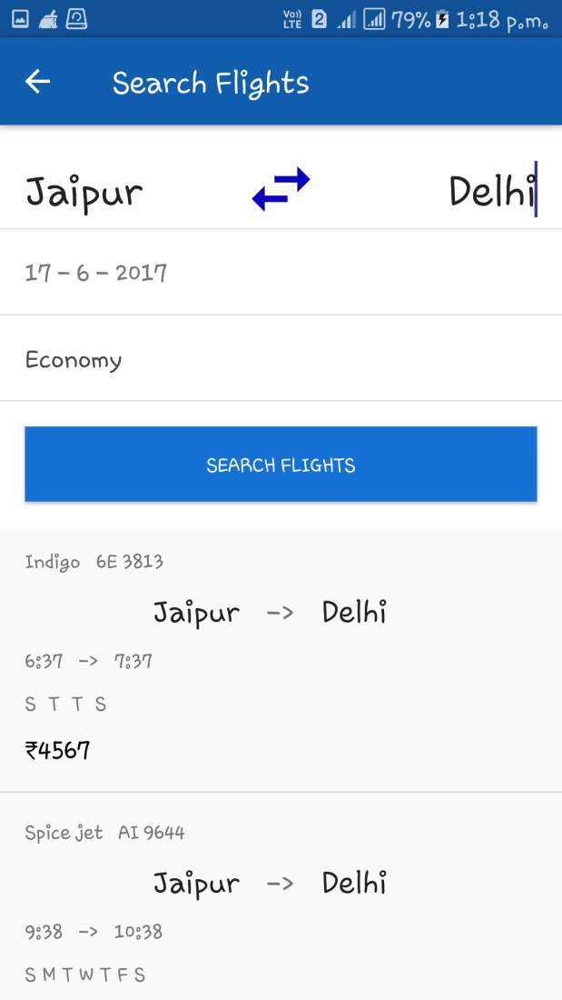 Vo)) LTE 2 79% 1:18 p.m.
Search Flights
Jaipur Delhi
17 - 6 - 2017
Economy
SEARCH FLIGHTS
Indigo 6E 3813
Jaipur -> Delhi
6:37 -> 7:37
S T T S
₹4567
Spice jet AI 9644
Jaipur -> Delhi
9:38 -> 10:38
S M T W T F S